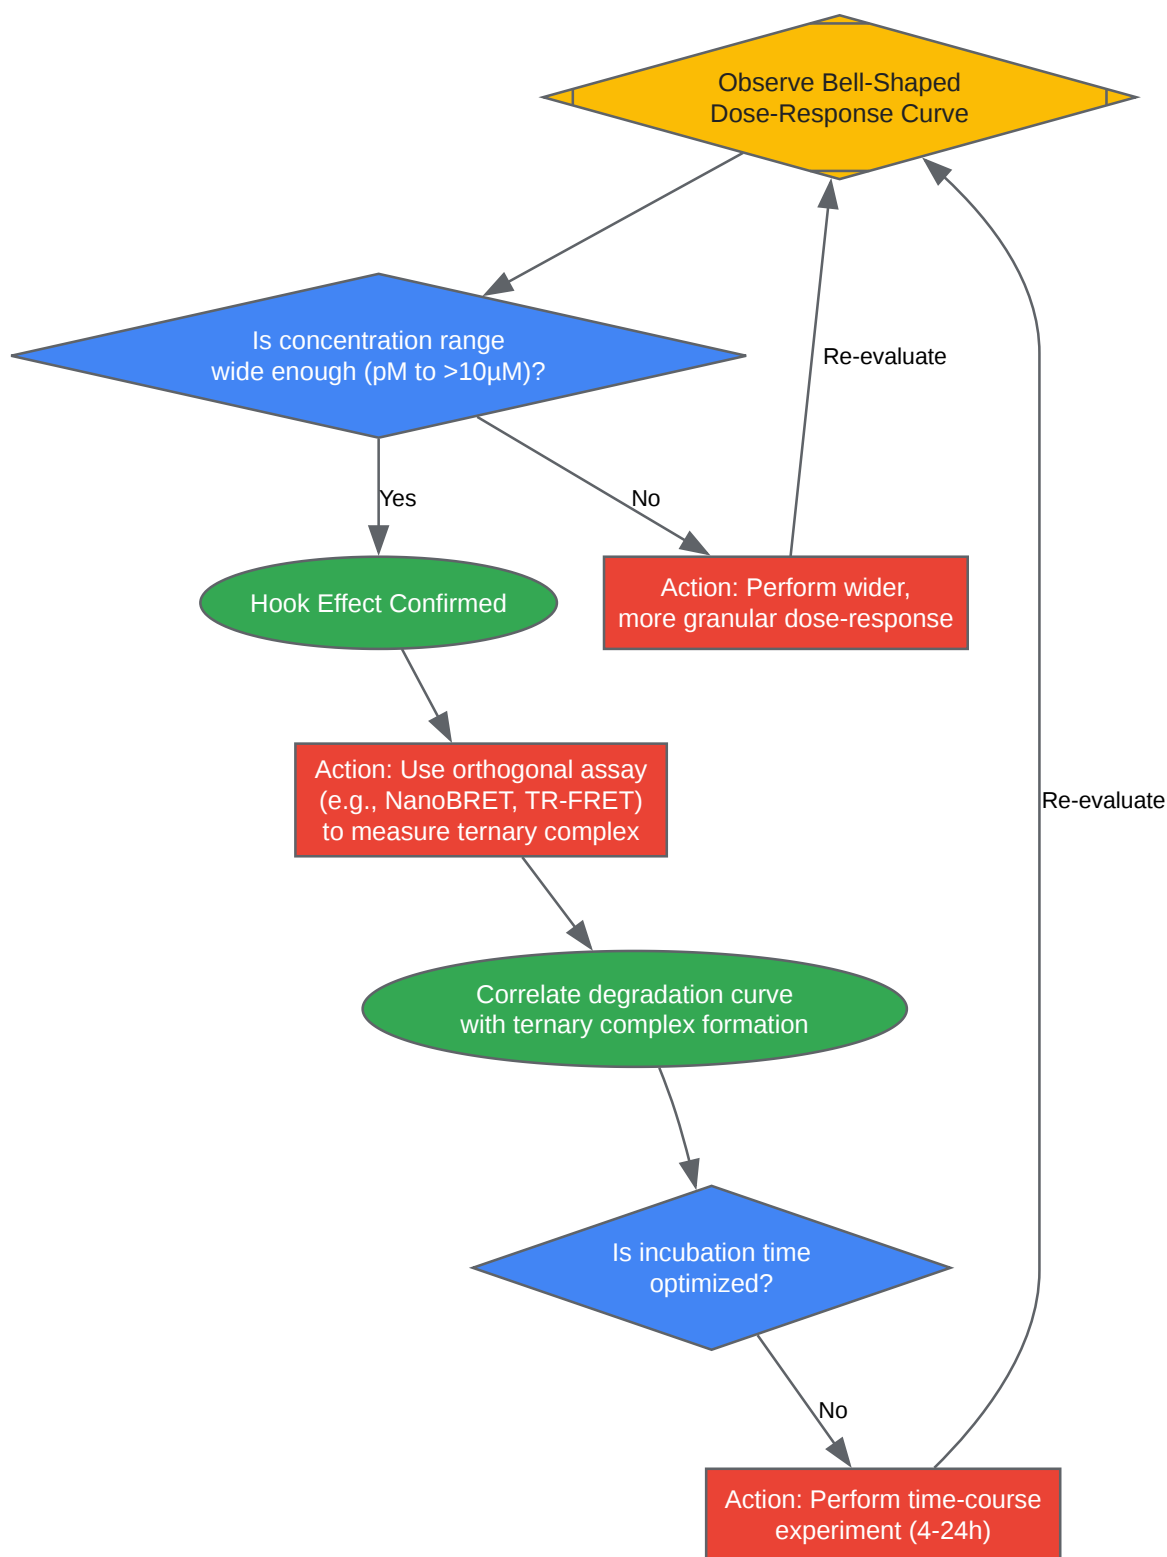 Observe Bell-Shaped
Dose-Response Curve
Is concentration range
wide enough (pM to >10µM)?
Re-evaluate
Yes
No
Hook Effect Confirmed
Action: Perform wider,
more granular dose-response
Action: Use orthogonal assay
(e.g., NanoBRET, TR-FRET)
to measure ternary complex
Re-evaluate
Correlate degradation curve
with ternary complex formation
Is incubation time
optimized?
No
Action: Perform time-course
experiment (4-24h)